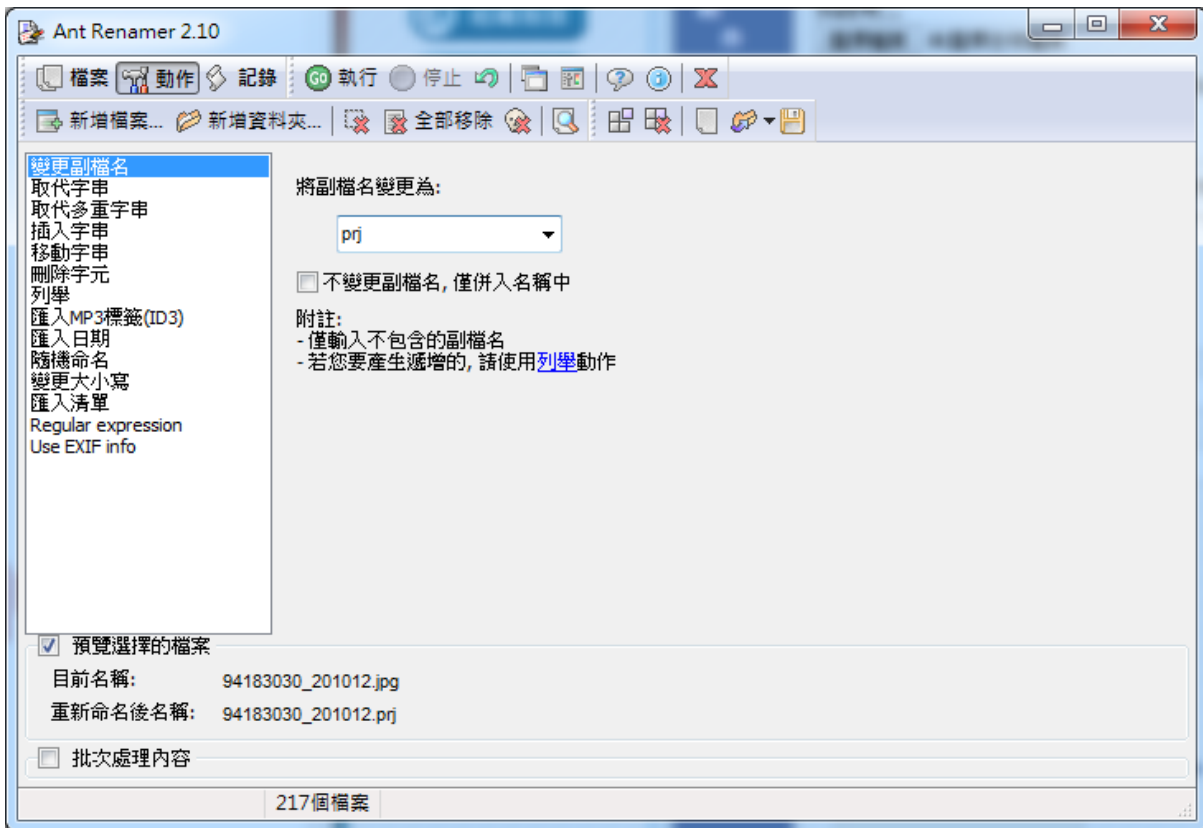 Ant Renamer 2.10
檔案 動作 記錄 GO 執行 停止
新增檔案... 新增資料夾... 全部移除
變更副檔名
取代字串
取代多重字串
插入字串
移動字串
刪除字元
列舉
匯入MP3標籤(ID3)
匯入日期
隨機命名
變更大小寫
匯入清單
Regular expression
Use EXIF info
將副檔名變更為:
prj
不變更副檔名, 僅併入名稱中
附註:
- 僅輸入不包含的副檔名
- 若您要產生遞增的, 請使用列舉動作
預覽選擇的檔案
目前名稱: 94183030_201012.jpg
重新命名後名稱: 94183030_201012.prj
批次處理內容
217個檔案